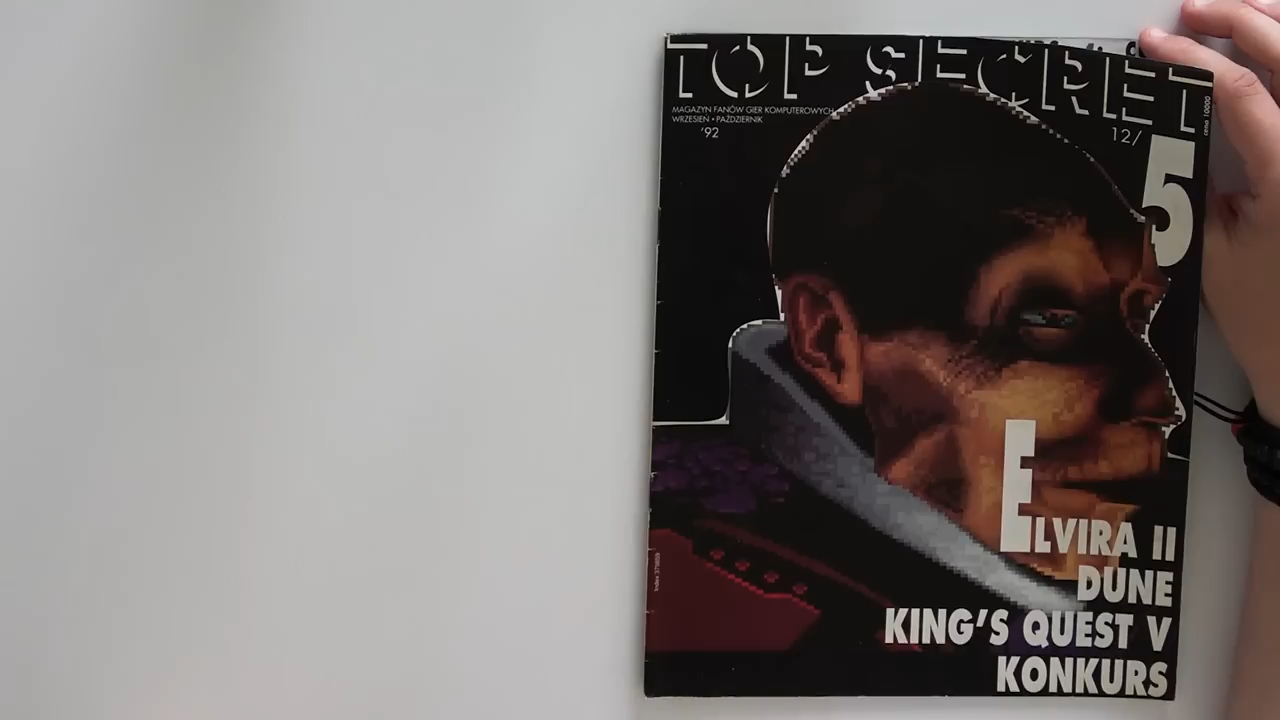 TOP SECRET
MAGAZYN FANÓW GIER KOMPUTEROWYCH
WRZESIEŃ • PAŹDZIERNIK
'92
cena 10000
12/
5
ELVIRA II
DUNE
KING'S QUEST V
KONKURS